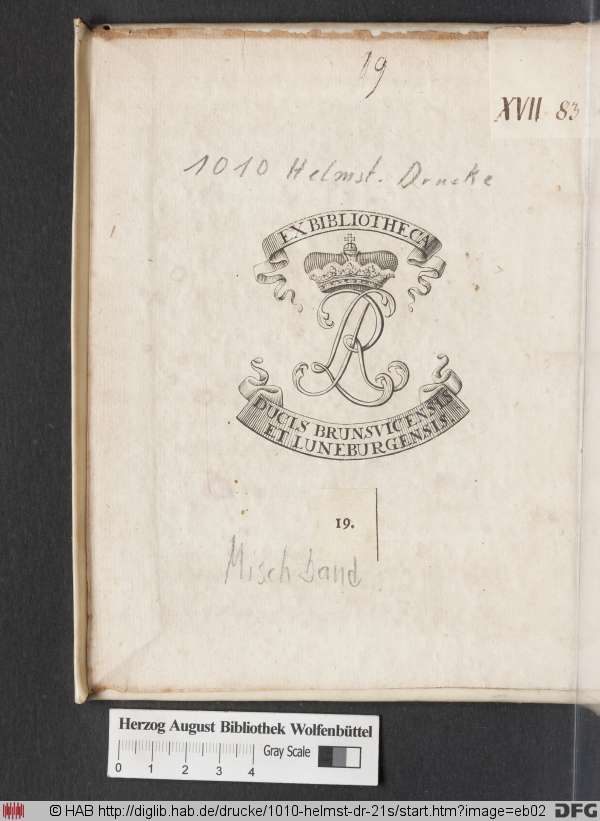 19
XVII 83
1010 Helmst. Drucke
EX BIBLIOTHECA
DUCIS BRUNSVICENSIS
ET LUNEBURGENSIS.
19.
Mischband
Herzog August Bibliothek Wolfenbüttel
Gray Scale
0 1 2 3 4
© HAB http://diglib.hab.de/drucke/1010-helmst-dr-21s/start.htm?image=eb02
DFG